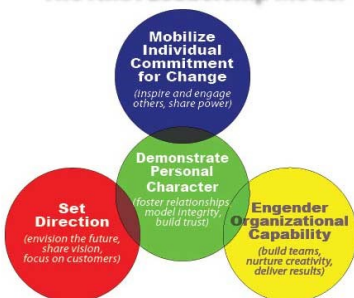 Mobilize
Individual
Commitment
for Change
(inspire and engage
others, share power)
Demonstrate
Personal
Character
(foster relationships,
model integrity,
build trust)
Set
Direction
(envision the future,
share vision,
focus on customers)
Engender
Organizational
Capability
(build teams,
nurture creativity,
deliver results)